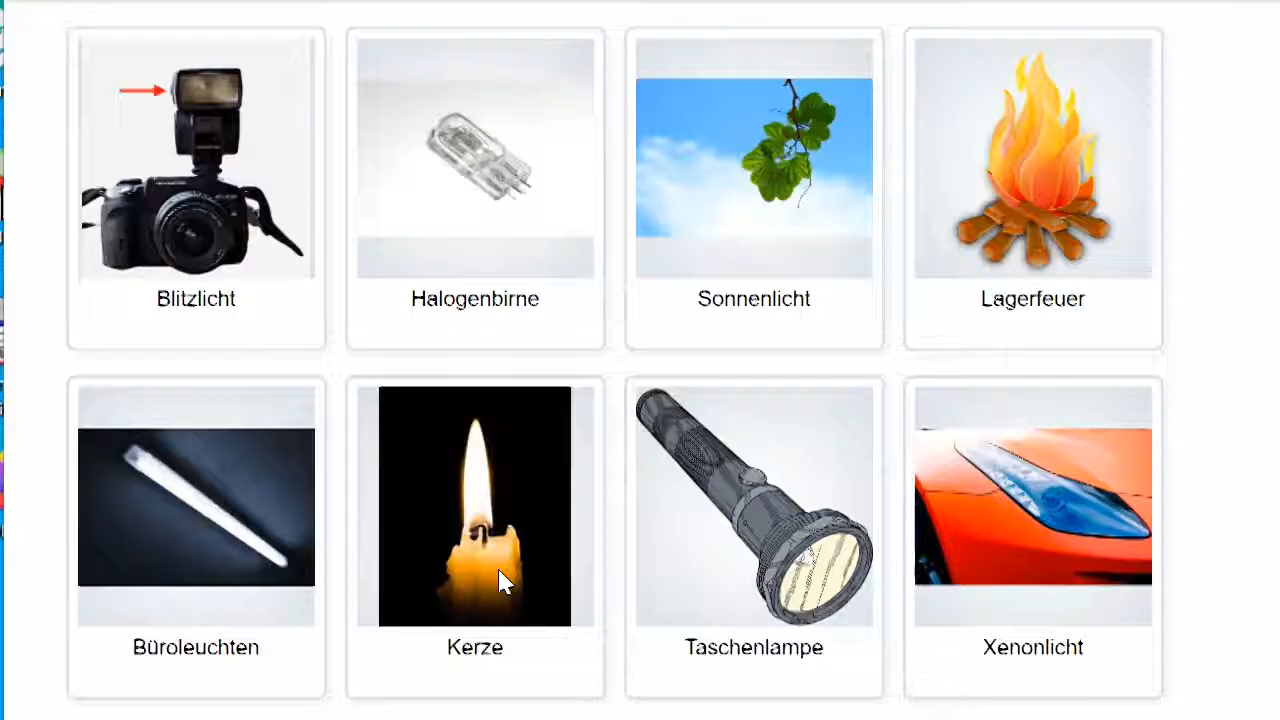 Blitzlicht
Halogenbirne
Sonnenlicht
Lagerfeuer
Büroleuchten
Kerze
Taschenlampe
Xenonlicht